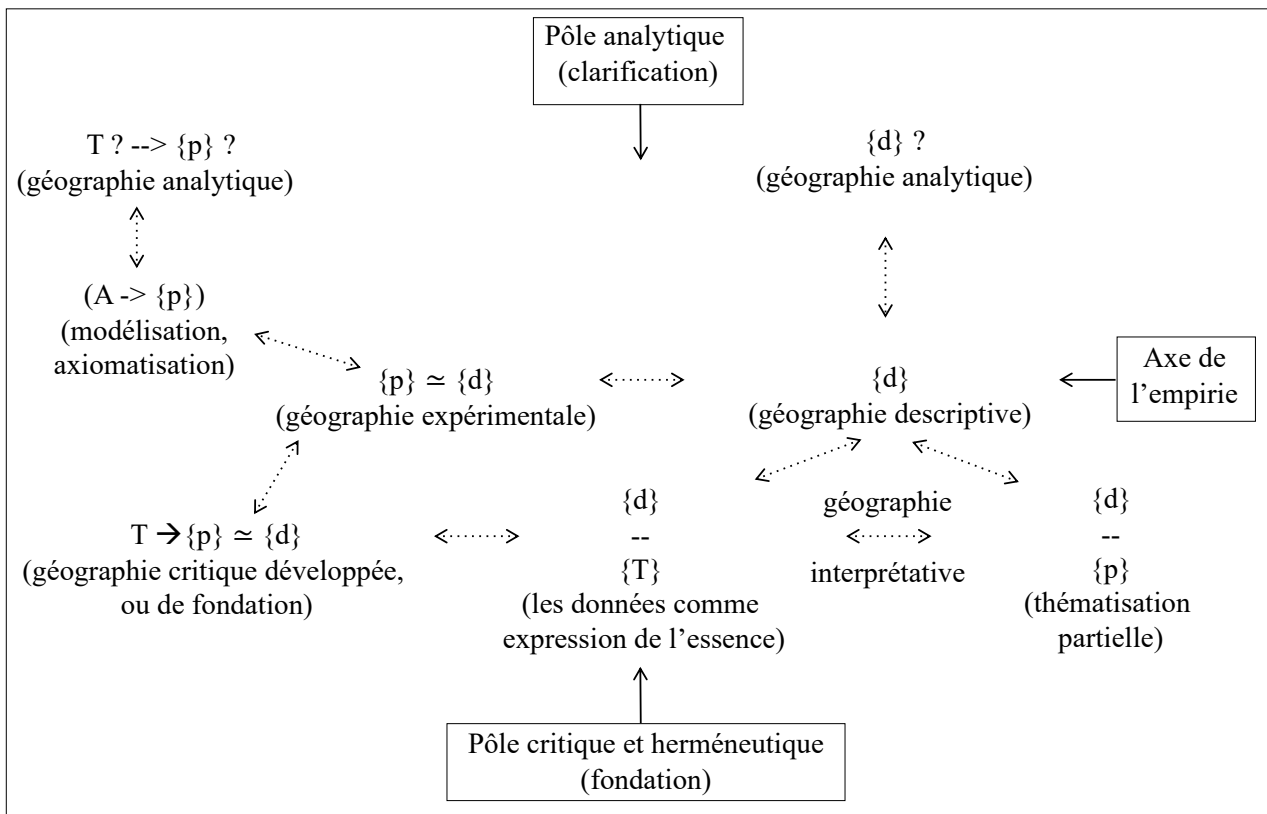 Pôle analytique
(clarification)
T ? --> {p} ?
(géographie analytique)
{d} ?
(géographie analytique)
(A -> {p})
(modélisation,
axiomatisation)
{p} ≃ {d}
(géographie expérimentale)
{d}
(géographie descriptive)
Axe de
l’empirie
T → {p} ≃ {d}
(géographie critique développée,
ou de fondation)
{d}
--
{T}
(les données comme
expression de l’essence)
géographie
interprétative
{d}
--
{p}
(thématisation
partielle)
Pôle critique et herméneutique
(fondation)